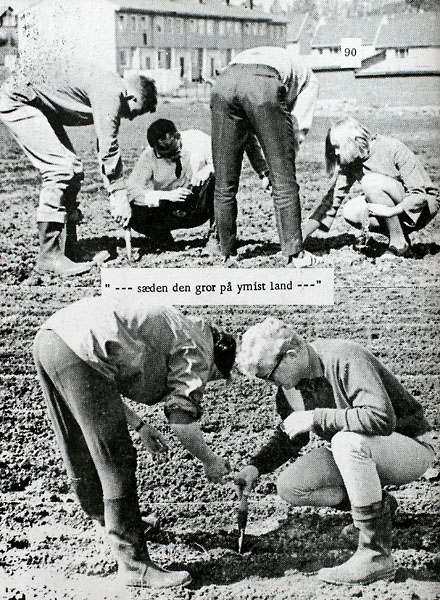 90
" --- sæden den gror på ymist land ---"